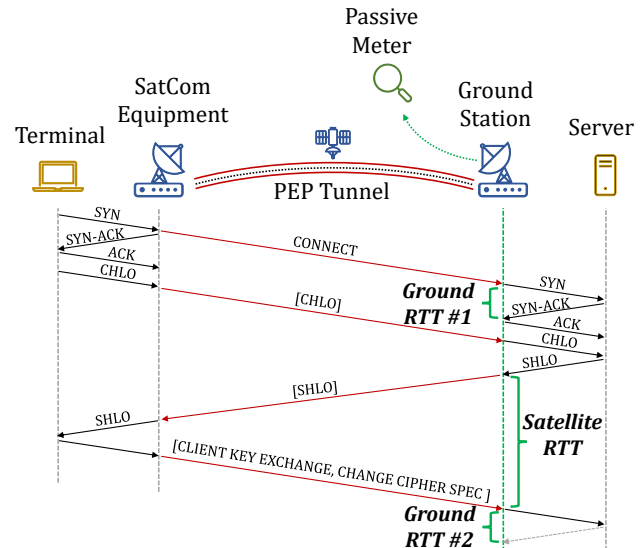 Passive
Meter
SatCom
Equipment
Ground
Station
Terminal
Server
PEP Tunnel
SYN
SYN-ACK
ACK
CHLO
CONNECT
SYN
Ground
RTT #1
SYN-ACK
[CHLO]
ACK
CHLO
SHLO
[SHLO]
SHLO
Satellite
RTT
[CLIENT KEY EXCHANGE, CHANGE CIPHER SPEC ]
Ground
RTT #2